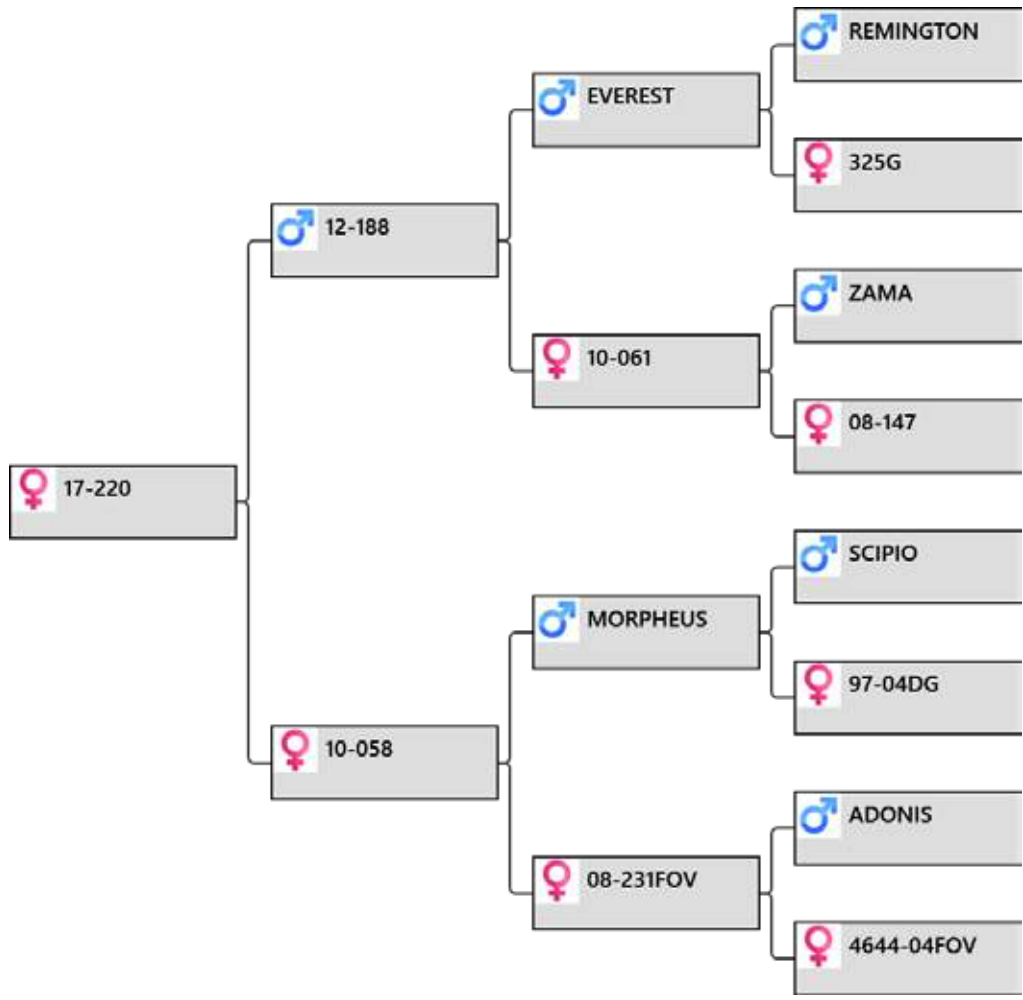 REMINGTON
EVEREST
325G
12-188
ZAMA
10-061
08-147
17-220
SCIPIO
MORPHEUS
97-04DG
10-058
ADONIS
08-231FOV
4644-04FOV